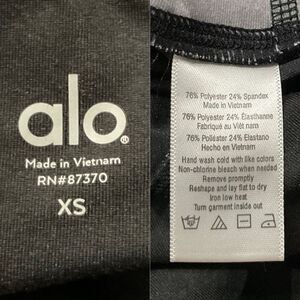 alo®
Made in Vietnam
RN#87370
XS
76% Polyester 24% Spandex
Made in Vietnam
76% Polyester 24% Élasthanne
Fabriqué au Việt nam
76% Poliéster 24% Elastano
Hecho en Vietnam
Hand wash cold with like colors
Non-chlorine bleach when needed
Remove promptly
Reshape and lay flat to dry
Iron low heat
Turn garment inside out